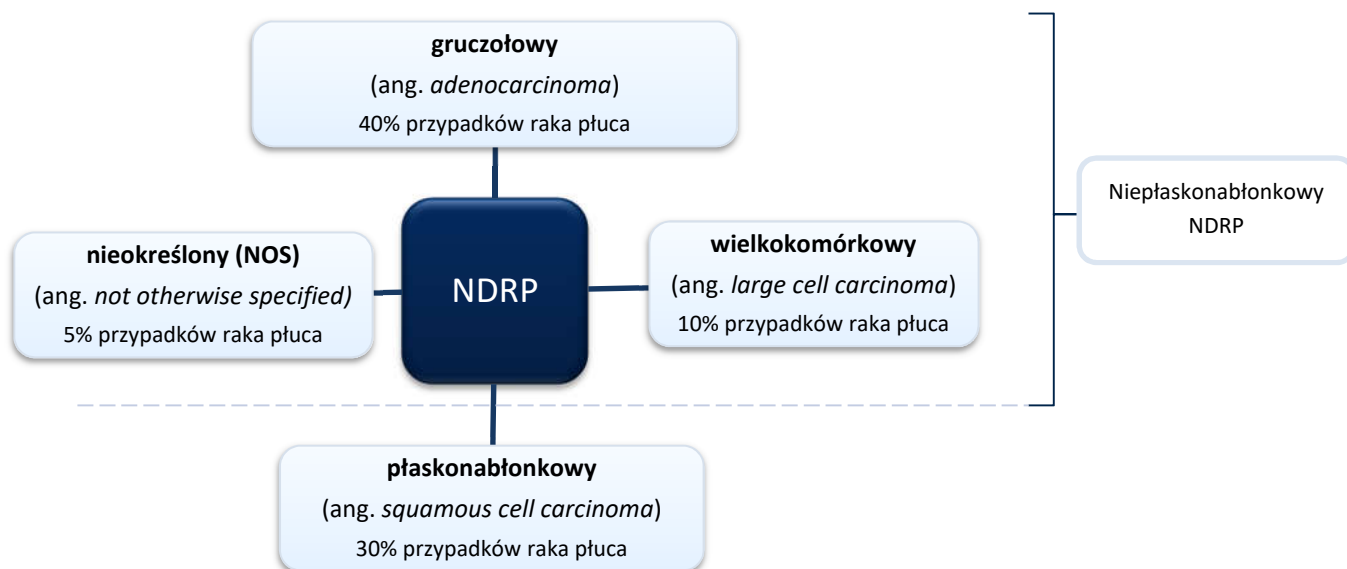 gruczołowy
(ang. adenocarcinoma)
40% przypadków raka płuca
Niepłaskonabłonkowy
NDRP
nieokreślony (NOS)
(ang. not otherwise specified)
5% przypadków raka płuca
NDRP
wielkokomórkowy
(ang. large cell carcinoma)
10% przypadków raka płuca
płaskonabłonkowy
(ang. squamous cell carcinoma)
30% przypadków raka płuca